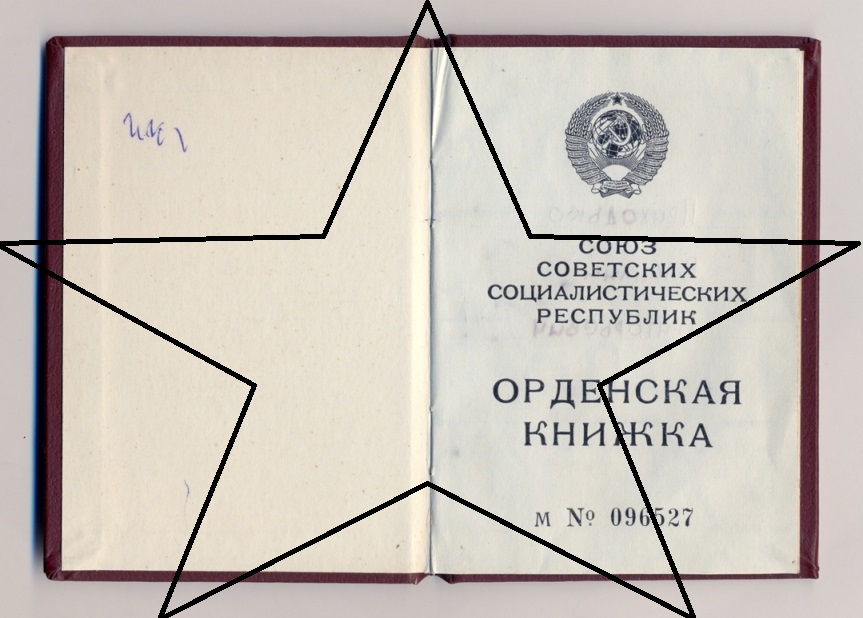 СОЮЗ
СОВЕТСКИХ
СОЦИАЛИСТИЧЕСКИХ
РЕСПУБЛИК
ОРДЕНСКАЯ
КНИЖКА
М № 096527